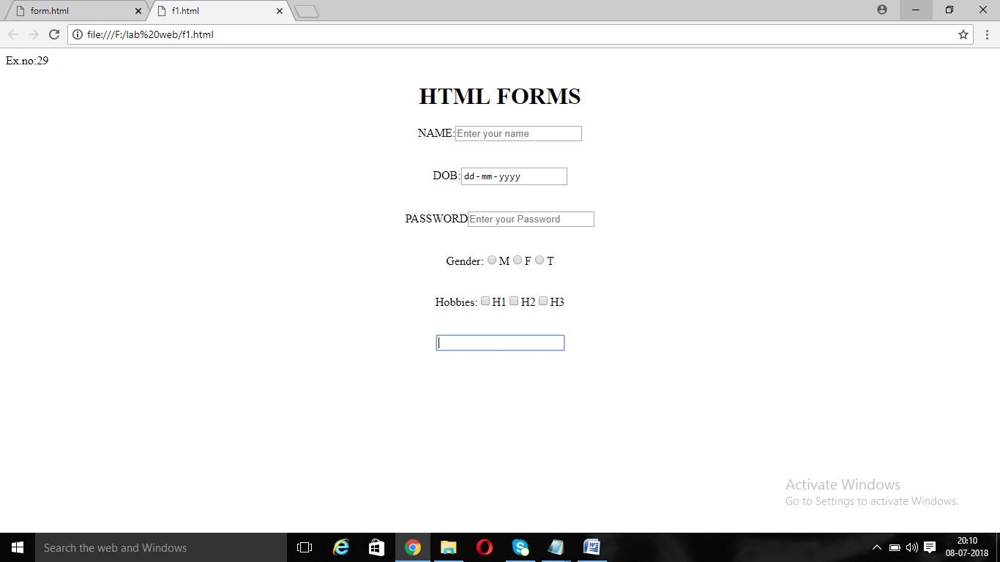 form.html
f1.html
file:///F:/lab%20web/f1.html
Ex.no:29
HTML FORMS
NAME:Enter your name
DOB:dd-mm-yyyy
PASSWORDEnter your Password
Gender: M F T
Hobbies: H1 H2 H3
Activate Windows
Go to Settings to activate Windows.
Search the web and Windows
20:10
08-07-2018